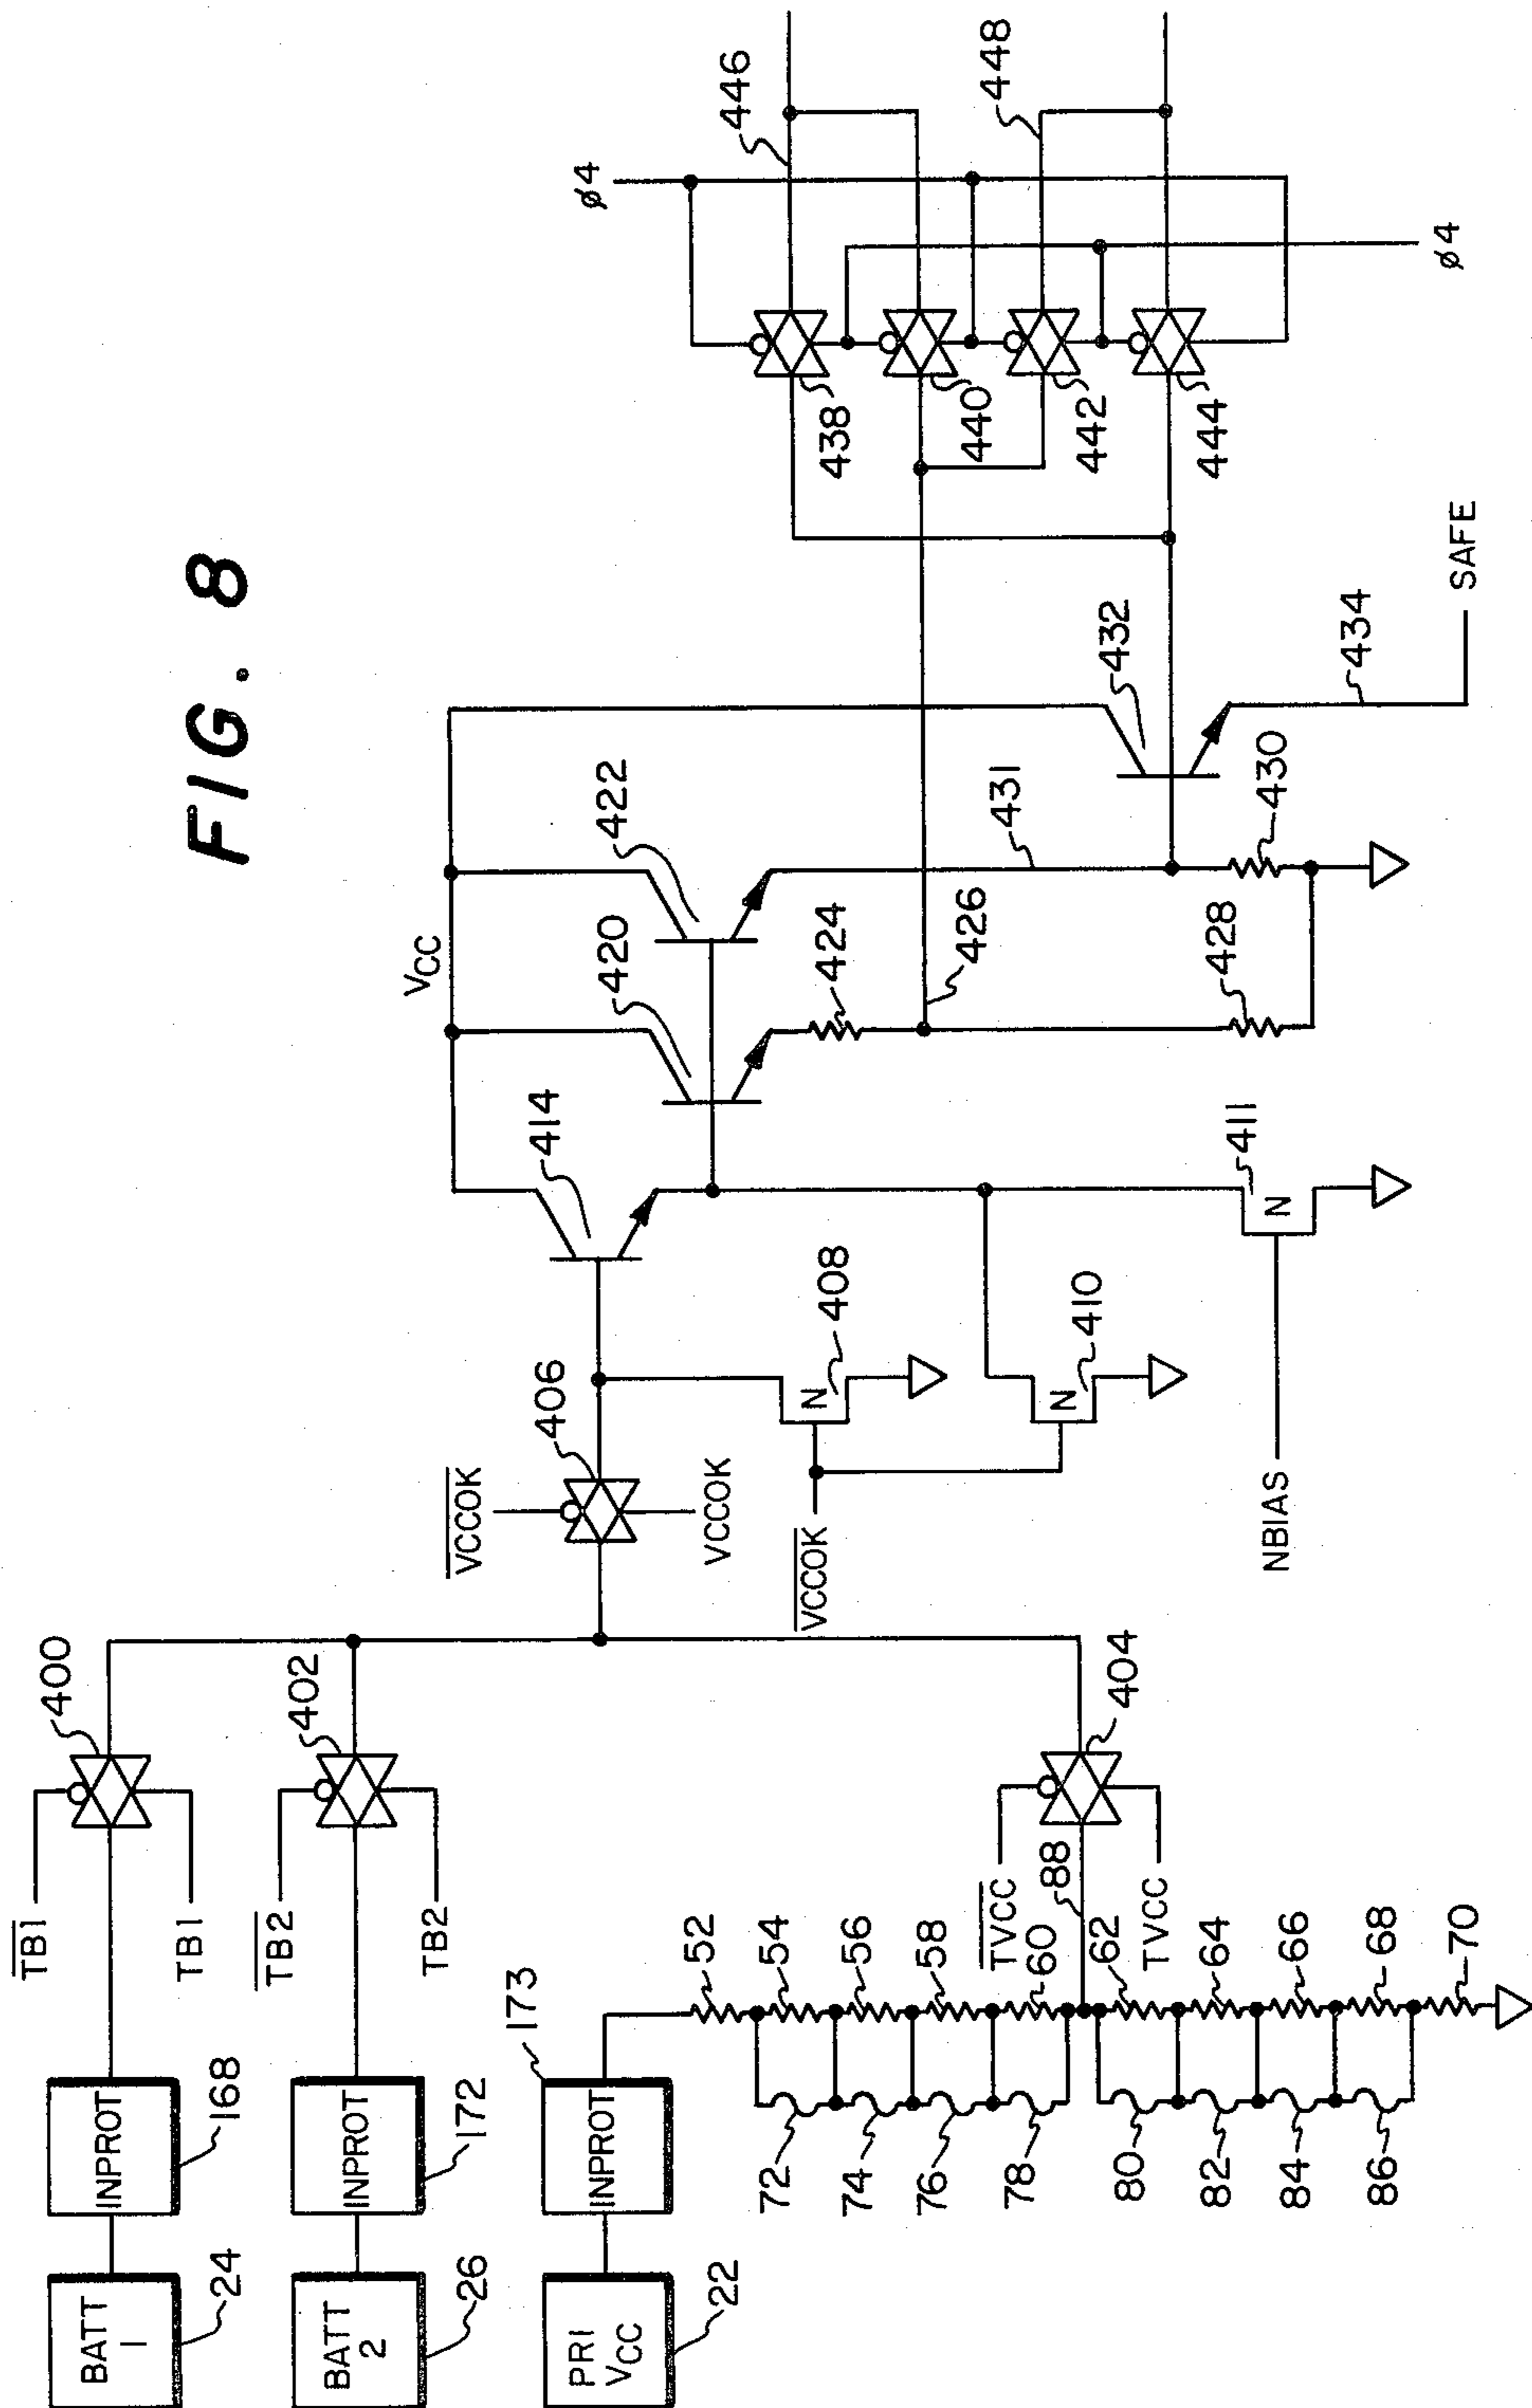 FIG. 8
BATT
1
24
INPROT
168
TB1
TB1
400
BATT
2
26
INPROT
172
TB2
TB2
402
PRI
VCC
22
INPROT
173
52
54
56
58
60
62
64
66
68
70
72
74
76
78
80
82
84
86
88
TVCC
TVCC
404
VCCOK
VCCOK
406
VCCOK
N
408
N
410
NBIAS
N
411
414
VCC
420
422
424
426
428
430
431
432
434
SAFE
438
440
442
444
ø4
ø4
446
448